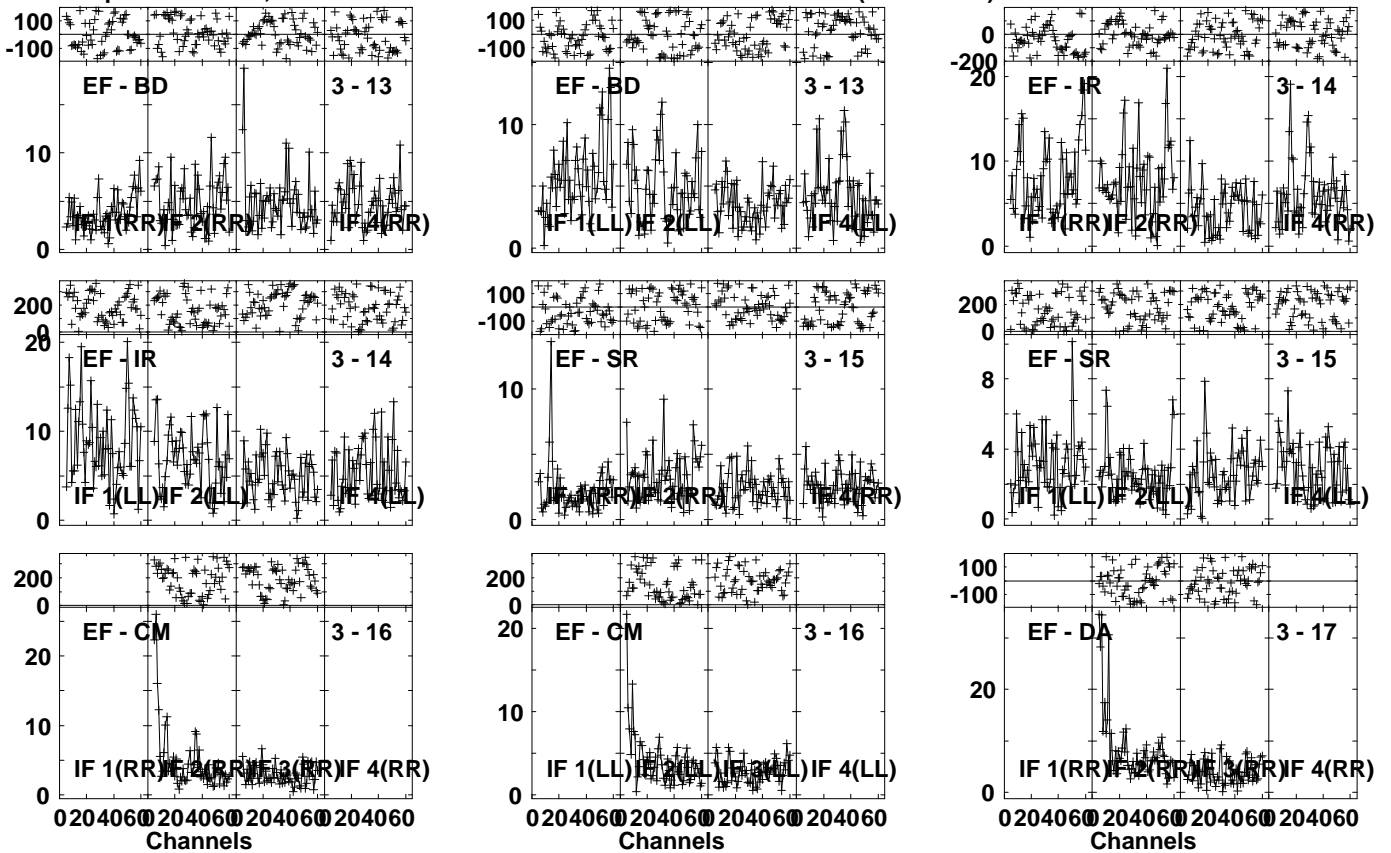 100
-100
EF - BD 3 - 13
10
0
IF 1(RR) IF 2(RR) IF 4(RR)
100
-100
EF - BD 3 - 13
10
0
IF 1(LL) IF 2(LL) IF 4(LL)
0
-200
20
EF - IR 3 - 14
10
0
IF 1(RR) IF 2(RR) IF 4(RR)
200
0
20
EF - IR 3 - 14
10
0
IF 1(LL) IF 2(LL) IF 4(LL)
100
-100
EF - SR 3 - 15
10
0
IF 1(RR) IF 2(RR) IF 4(RR)
200
0
8
EF - SR 3 - 15
4
0
IF 1(LL) IF 2(LL) IF 4(LL)
200
0
EF - CM 3 - 16
20
10
0
IF 1(RR) IF 2(RR) IF 3(RR) IF 4(RR)
0 20 40 60 0 20 40 60 0 20 40 60 0 20 40 60
Channels
200
0
20
EF - CM 3 - 16
10
0
IF 1(LL) IF 2(LL) IF 3(LL) IF 4(LL)
0 20 40 60 0 20 40 60 0 20 40 60 0 20 40 60
Channels
100
-100
EF - DA 3 - 17
20
0
IF 1(RR) IF 2(RR) IF 3(RR) IF 4(RR)
0 20 40 60 0 20 40 60 0 20 40 60 0 20 40 60
Channels